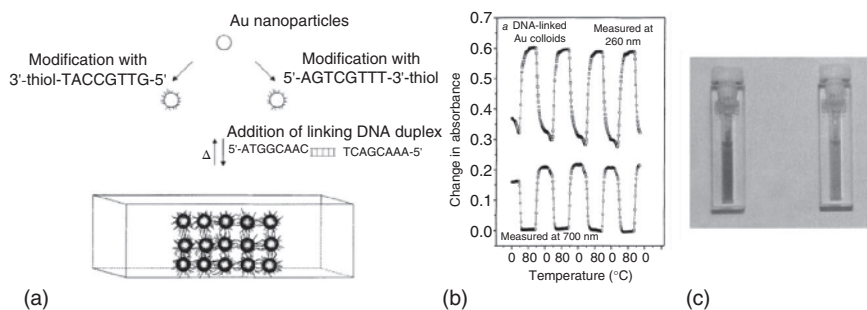 Au nanoparticles
Modification with
3'-thiol-TACCGTTG-5'
Modification with
5'-AGTCGTTT-3'-thiol
Addition of linking DNA duplex
Δ
5'-ATGGCAAC
TCAGCAAA-5'
(a)
a DNA-linked
Au colloids
Measured at
260 nm
0.7
0.6
0.5
0.4
0.3
0.2
0.1
0.0
Change in absorbance
Measured at 700 nm
0 80 0 80 0 80 0 80 0
Temperature (°C)
(b)
(c)